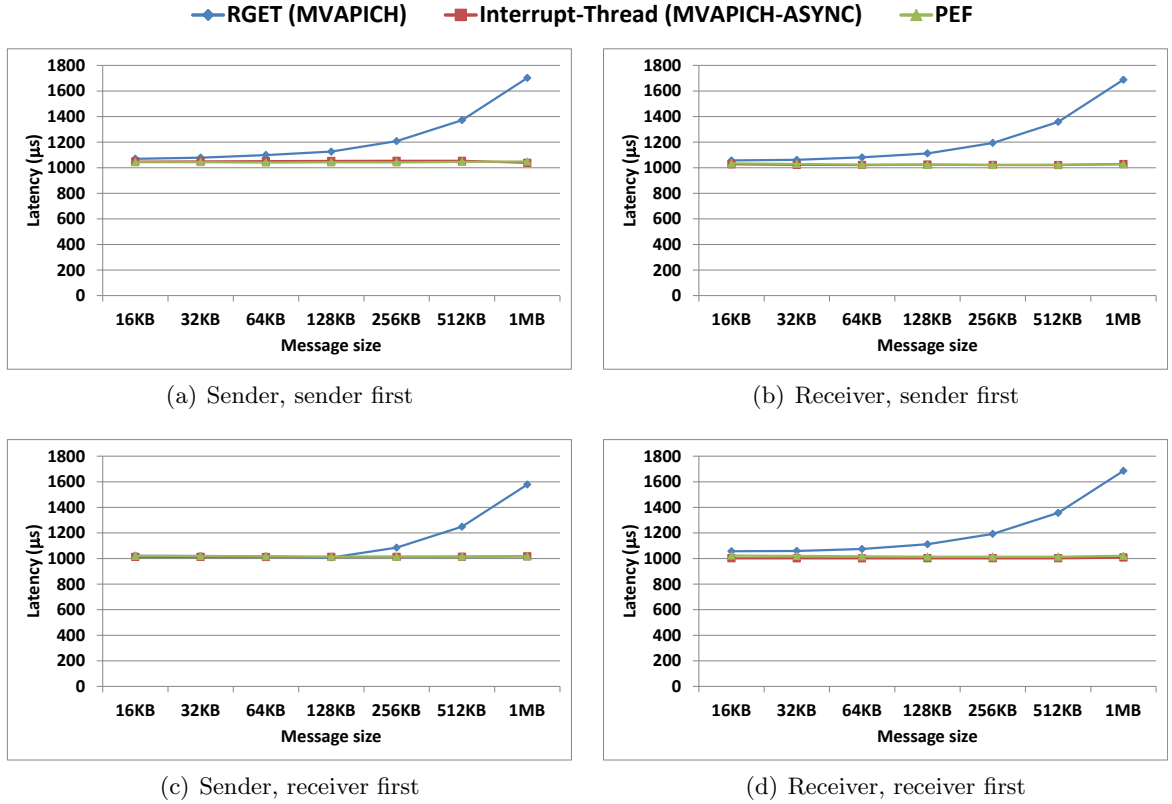 RGET (MVAPICH) Interrupt-Thread (MVAPICH-ASYNC) PEF
1800
1600
1400
1200
1000
800
600
400
200
0
Latency (µs)
16KB 32KB 64KB 128KB 256KB 512KB 1MB
Message size
(a) Sender, sender first
1800
1600
1400
1200
1000
800
600
400
200
0
Latency (µs)
16KB 32KB 64KB 128KB 256KB 512KB 1MB
Message size
(b) Receiver, sender first
1800
1600
1400
1200
1000
800
600
400
200
0
Latency (µs)
16KB 32KB 64KB 128KB 256KB 512KB 1MB
Message size
(c) Sender, receiver first
1800
1600
1400
1200
1000
800
600
400
200
0
Latency (µs)
16KB 32KB 64KB 128KB 256KB 512KB 1MB
Message size
(d) Receiver, receiver first